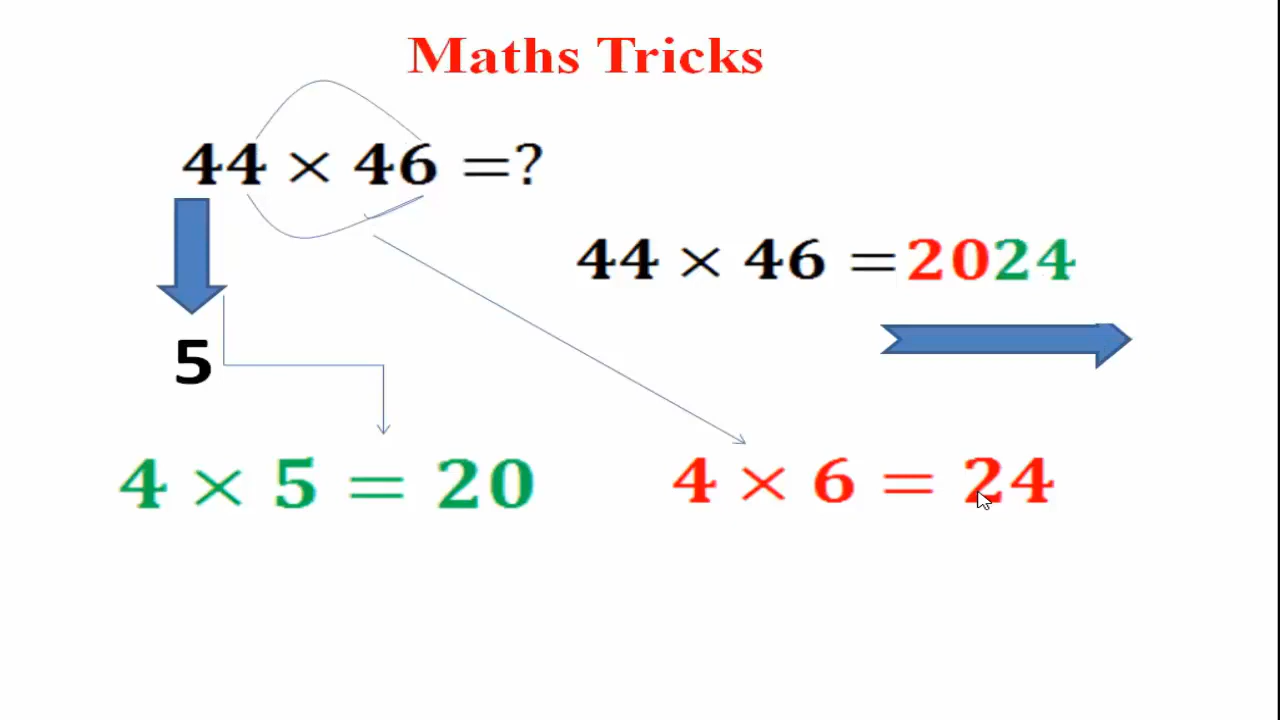 Maths Tricks
44 × 46 =?
44 × 46 = 2024
5
4 × 5 = 20
4 × 6 = 24